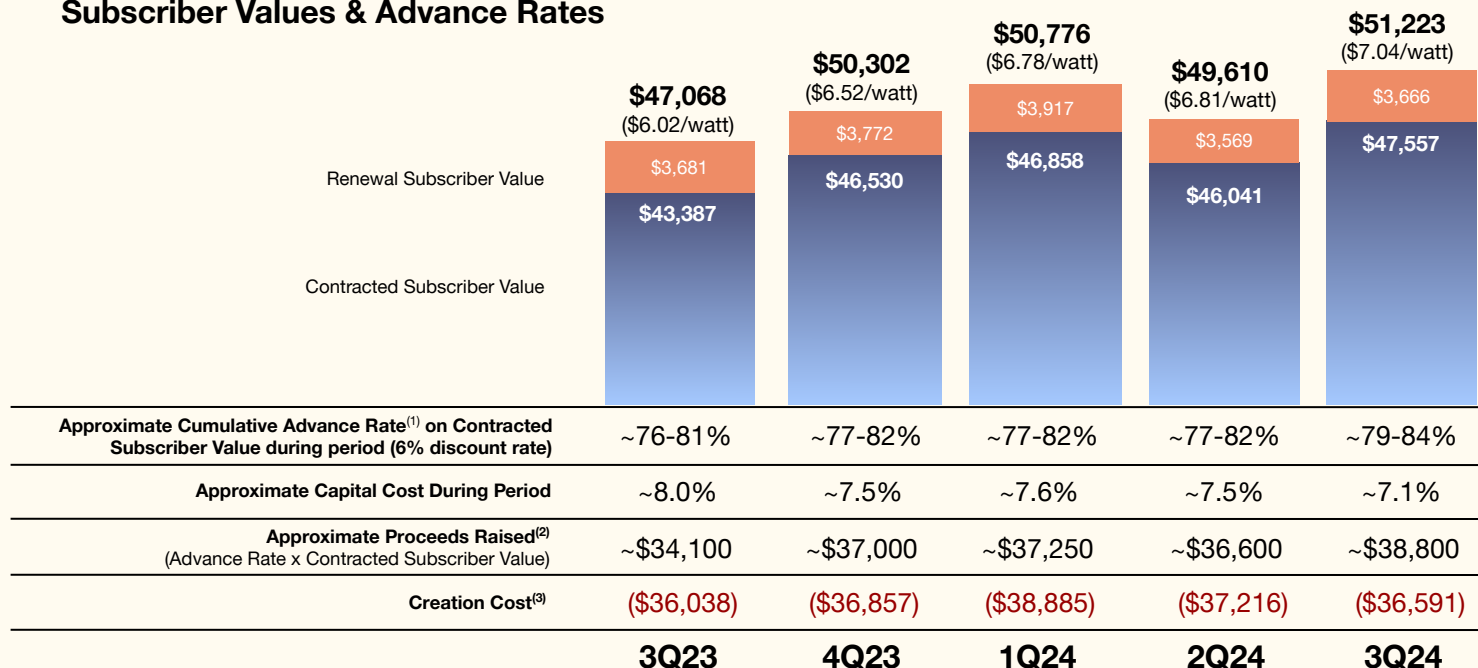 Subscriber Values & Advance Rates
$47,068
($6.02/watt)
$50,302
($6.52/watt)
$50,776
($6.78/watt)
$49,610
($6.81/watt)
$51,223
($7.04/watt)
Renewal Subscriber Value
$3,681
$3,772
$3,917
$3,569
$3,666
Contracted Subscriber Value
$43,387
$46,530
$46,858
$46,041
$47,557
Approximate Cumulative Advance Rate(1) on Contracted
Subscriber Value during period (6% discount rate)
~76-81% ~77-82% ~77-82% ~77-82% ~79-84%
Approximate Capital Cost During Period ~8.0% ~7.5% ~7.6% ~7.5% ~7.1%
Approximate Proceeds Raised(2)
(Advance Rate x Contracted Subscriber Value)
~$34,100 ~$37,000 ~$37,250 ~$36,600 ~$38,800
Creation Cost(3) ($36,038) ($36,857) ($38,885) ($37,216) ($36,591)
3Q23 4Q23 1Q24 2Q24 3Q24